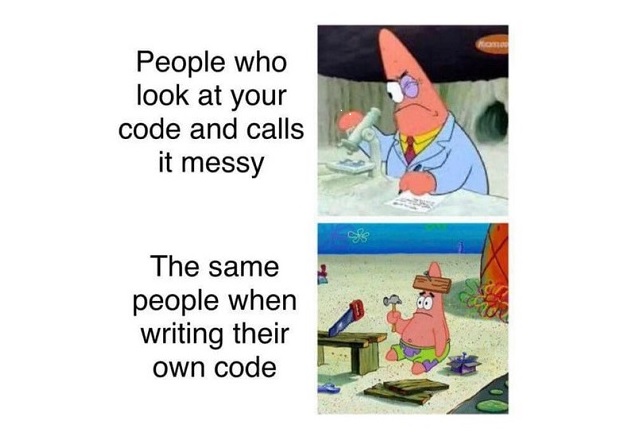 People who
look at your
code and calls
it messy
The same
people when
writing their
own code